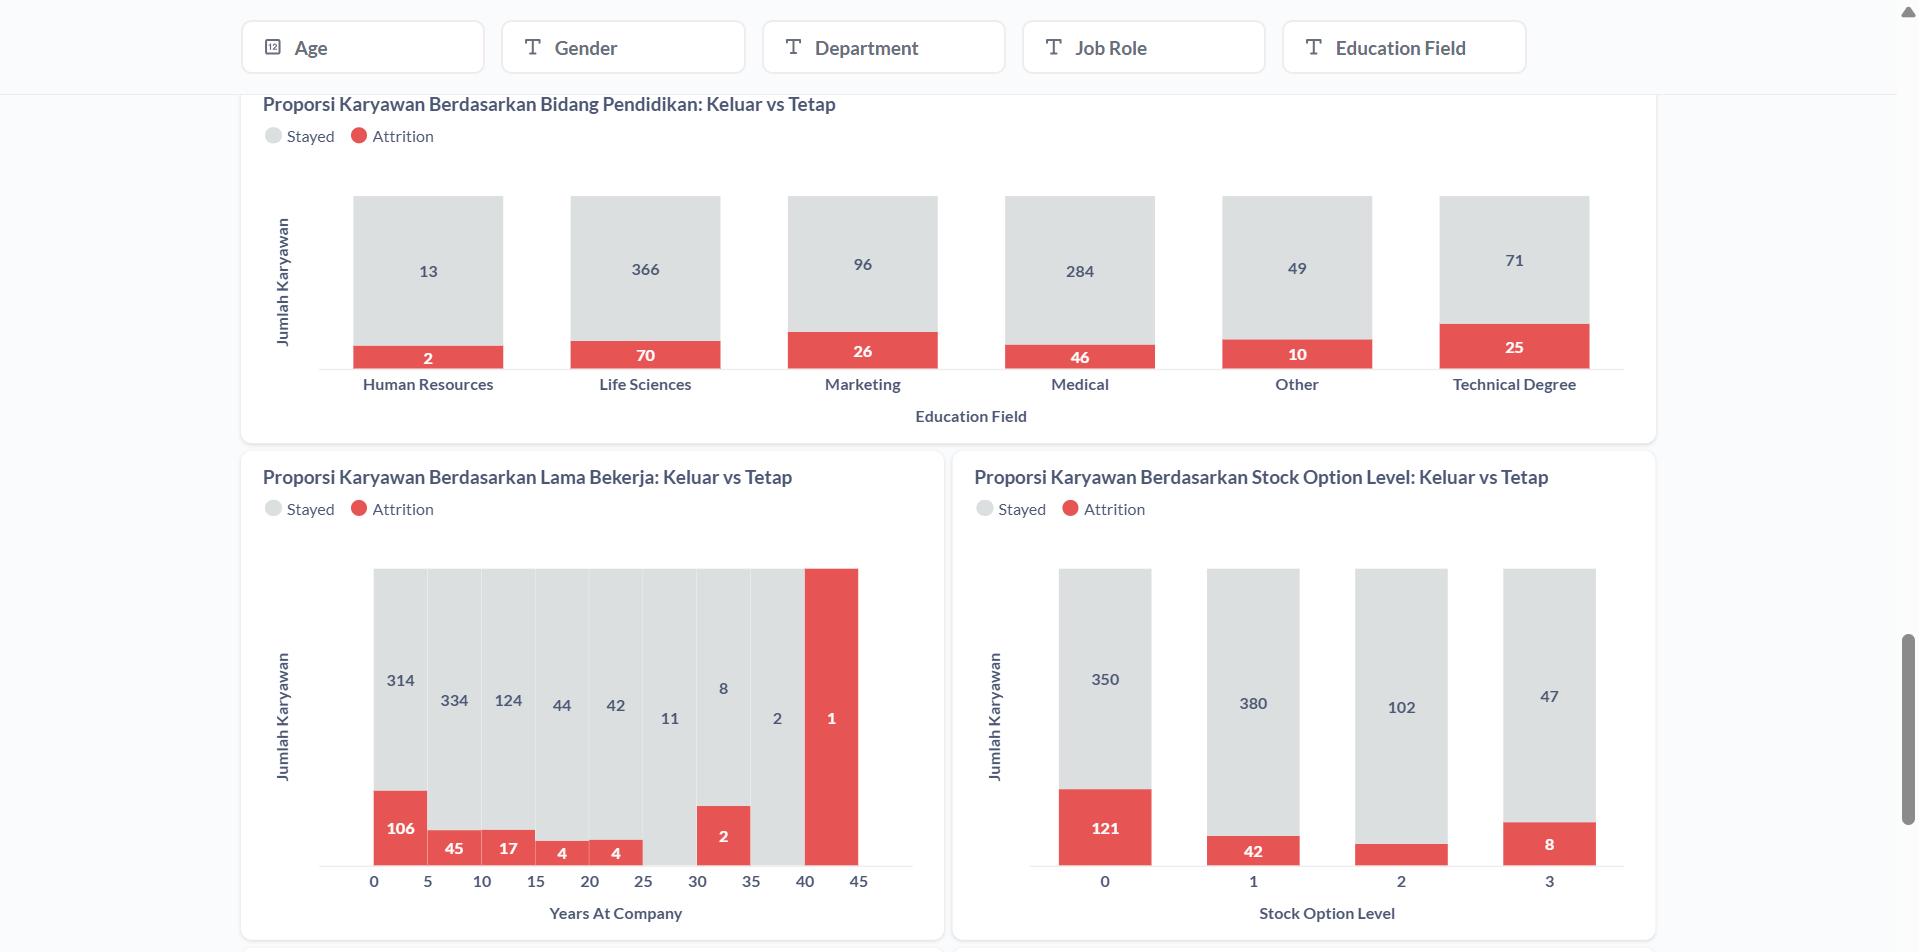 Age
Gender
Department
Job Role
Education Field
Proporsi Karyawan Berdasarkan Bidang Pendidikan: Keluar vs Tetap
Stayed Attrition
Jumlah Karyawan
13 366 96 284 49 71
2 70 26 46 10 25
Human Resources Life Sciences Marketing Medical Other Technical Degree
Education Field
Proporsi Karyawan Berdasarkan Lama Bekerja: Keluar vs Tetap
Stayed Attrition
Jumlah Karyawan
314 334 124 44 42 11 8 2 1
106 45 17 4 4 2
0 5 10 15 20 25 30 35 40 45
Years At Company
Proporsi Karyawan Berdasarkan Stock Option Level: Keluar vs Tetap
Stayed Attrition
Jumlah Karyawan
350 380 102 47
121 42 8
0 1 2 3
Stock Option Level